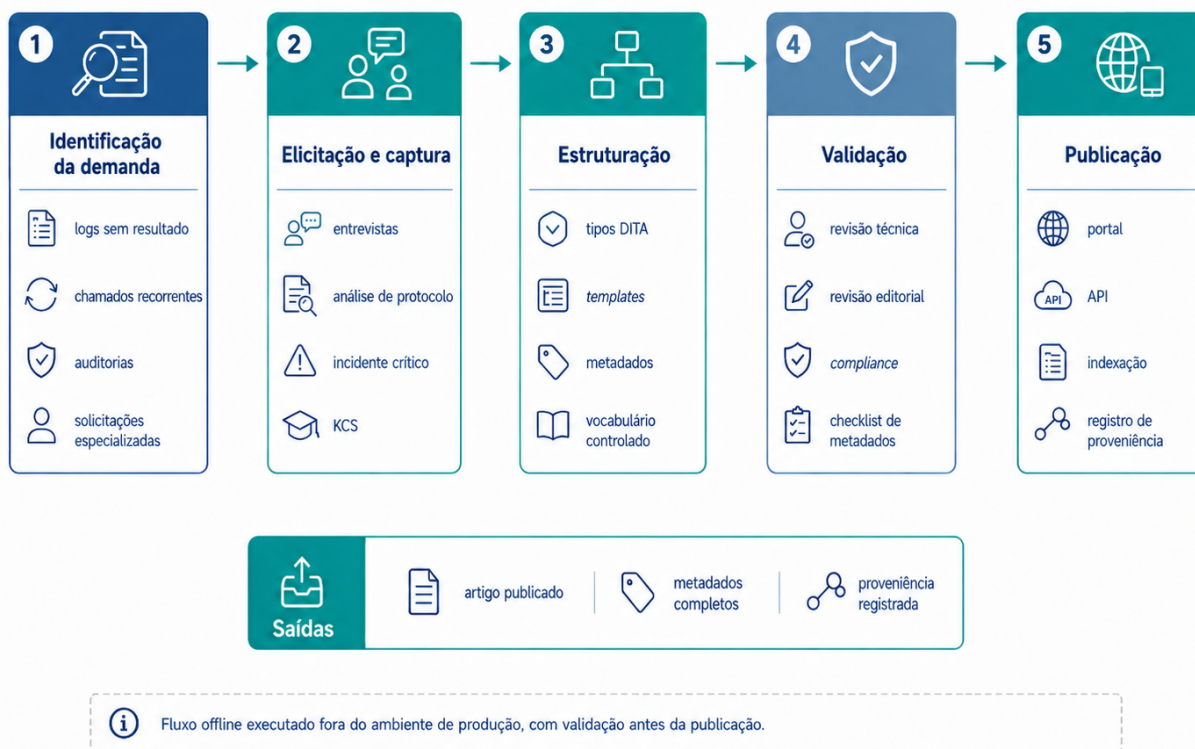 1
Identificação
da demanda
logs sem resultado
chamados recorrentes
auditorias
solicitações
especializadas
2
Elicitação e captura
entrevistas
análise de protocolo
incidente crítico
KCS
3
Estruturação
tipos DITA
templates
metadados
vocabulário
controlado
4
Validação
revisão técnica
revisão editorial
compliance
checklist de
metadados
5
Publicação
portal
API
API
indexação
registro de
proveniência
Saídas
artigo publicado
metadados
completos
proveniência
registrada
i
Fluxo offline executado fora do ambiente de produção, com validação antes da publicação.